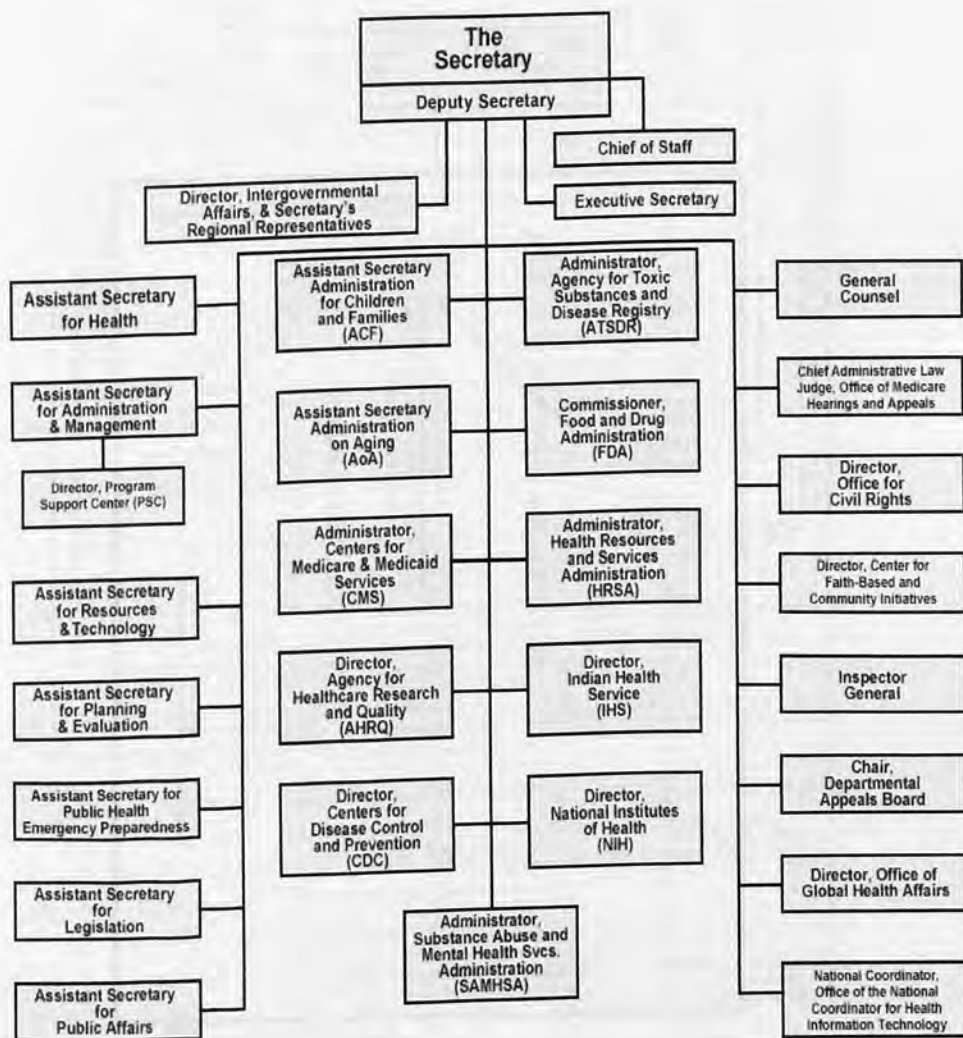 The
Secretary
Deputy Secretary
Chief of Staff
Director, Intergovernmental
Affairs, & Secretary's
Regional Representatives
Executive Secretary
Assistant Secretary
for Health
Assistant Secretary
for Administration
& Management
Director, Program
Support Center (PSC)
Assistant Secretary
for Resources
& Technology
Assistant Secretary
for Planning
& Evaluation
Assistant Secretary for
Public Health
Emergency Preparedness
Assistant Secretary
for
Legislation
Assistant Secretary
for
Public Affairs
Assistant Secretary
Administration
for Children
and Families
(ACF)
Assistant Secretary
Administration
on Aging
(AoA)
Administrator,
Centers for
Medicare & Medicaid
Services
(CMS)
Director,
Agency for
Healthcare Research
and Quality
(AHRQ)
Director,
Centers for
Disease Control
and Prevention
(CDC)
Administrator,
Agency for Toxic
Substances and
Disease Registry
(ATSDR)
Commissioner,
Food and Drug
Administration
(FDA)
Administrator,
Health Resources
and Services
Administration
(HRSA)
Director,
Indian Health
Service
(IHS)
Director,
National Institutes
of Health
(NIH)
Administrator,
Substance Abuse and
Mental Health Svcs.
Administration
(SAMHSA)
General
Counsel
Chief Administrative Law
Judge, Office of Medicare
Hearings and Appeals
Director,
Office for
Civil Rights
Director, Center for
Faith-Based and
Community Initiatives
Inspector
General
Chair,
Departmental
Appeals Board
Director, Office of
Global Health Affairs
National Coordinator,
Office of the National
Coordinator for Health
Information Technology